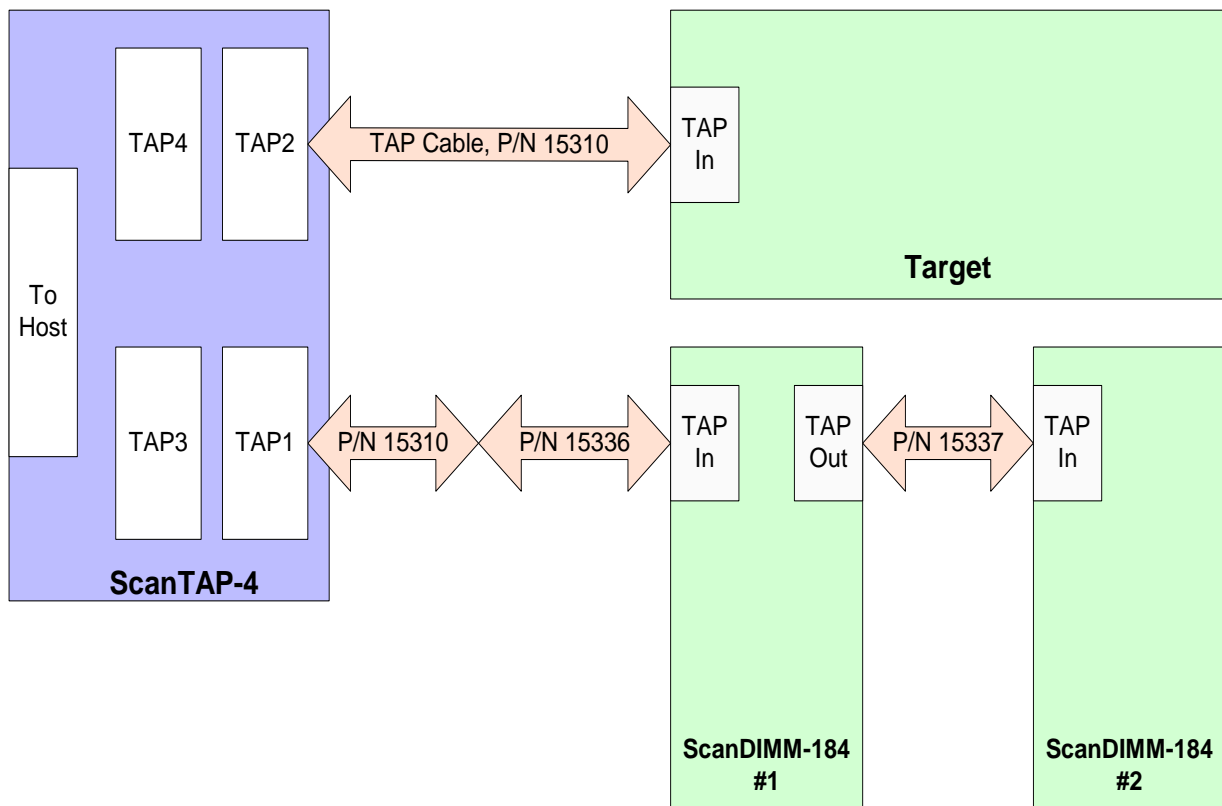 TAP4
TAP2
TAP Cable, P/N 15310
TAP
In
Target
To
Host
TAP3
TAP1
P/N 15310
P/N 15336
TAP
In
TAP
Out
P/N 15337
TAP
In
ScanTAP-4
ScanDIMM-184
#1
ScanDIMM-184
#2